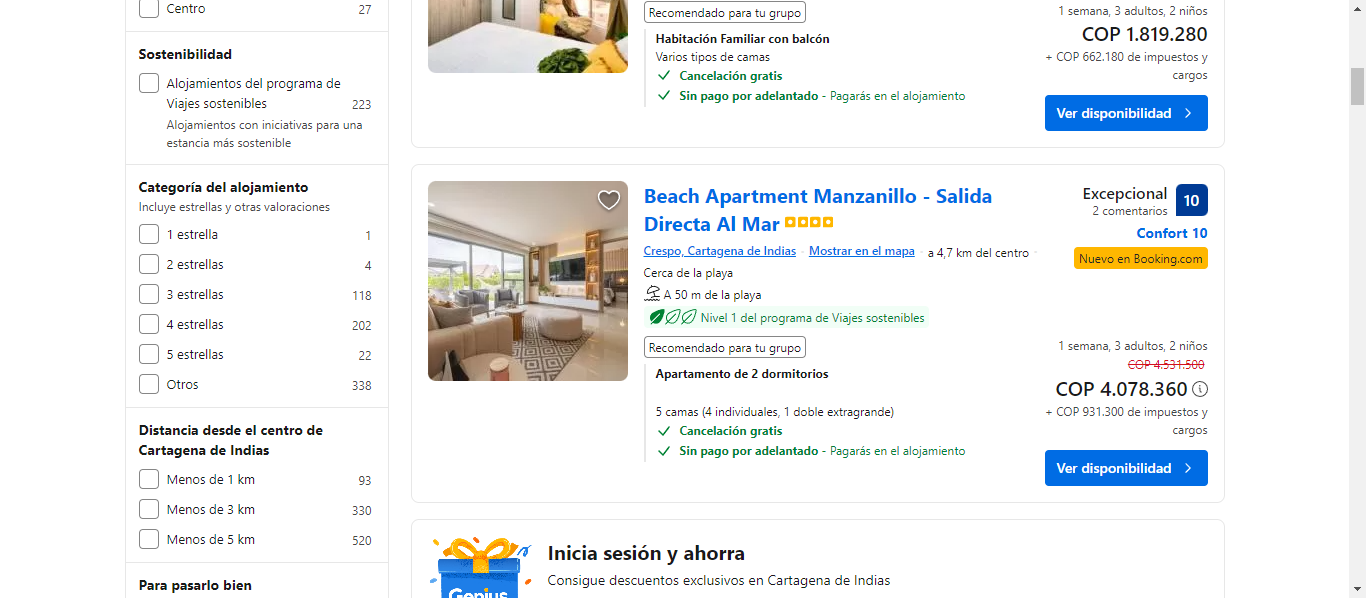 Centro 27
Sostenibilidad
Alojamientos del programa de
Viajes sostenibles 223
Alojamientos con iniciativas para una
estancia más sostenible
Categoría del alojamiento
Incluye estrellas y otras valoraciones
1 estrella 1
2 estrellas 4
3 estrellas 118
4 estrellas 202
5 estrellas 22
Otros 338
Distancia desde el centro de
Cartagena de Indias
Menos de 1 km 93
Menos de 3 km 330
Menos de 5 km 520
Para pasarlo bien
Recomendado para tu grupo
Habitación Familiar con balcón
Varios tipos de camas
Cancelación gratis
Sin pago por adelantado - Pagarás en el alojamiento
1 semana, 3 adultos, 2 niños
COP 1.819.280
+ COP 662.180 de impuestos y
cargos
Ver disponibilidad
Beach Apartment Manzanillo - Salida
Directa Al Mar
Crespo, Cartagena de Indias · Mostrar en el mapa · a 4,7 km del centro ·
Cerca de la playa
A 50 m de la playa
Nivel 1 del programa de Viajes sostenibles
Excepcional 10
2 comentarios
Confort 10
Nuevo en Booking.com
Recomendado para tu grupo
Apartamento de 2 dormitorios
5 camas (4 individuales, 1 doble extragrande)
Cancelación gratis
Sin pago por adelantado - Pagarás en el alojamiento
1 semana, 3 adultos, 2 niños
COP 4.531.500
COP 4.078.360
+ COP 931.300 de impuestos y
cargos
Ver disponibilidad
Genius
Inicia sesión y ahorra
Consigue descuentos exclusivos en Cartagena de Indias